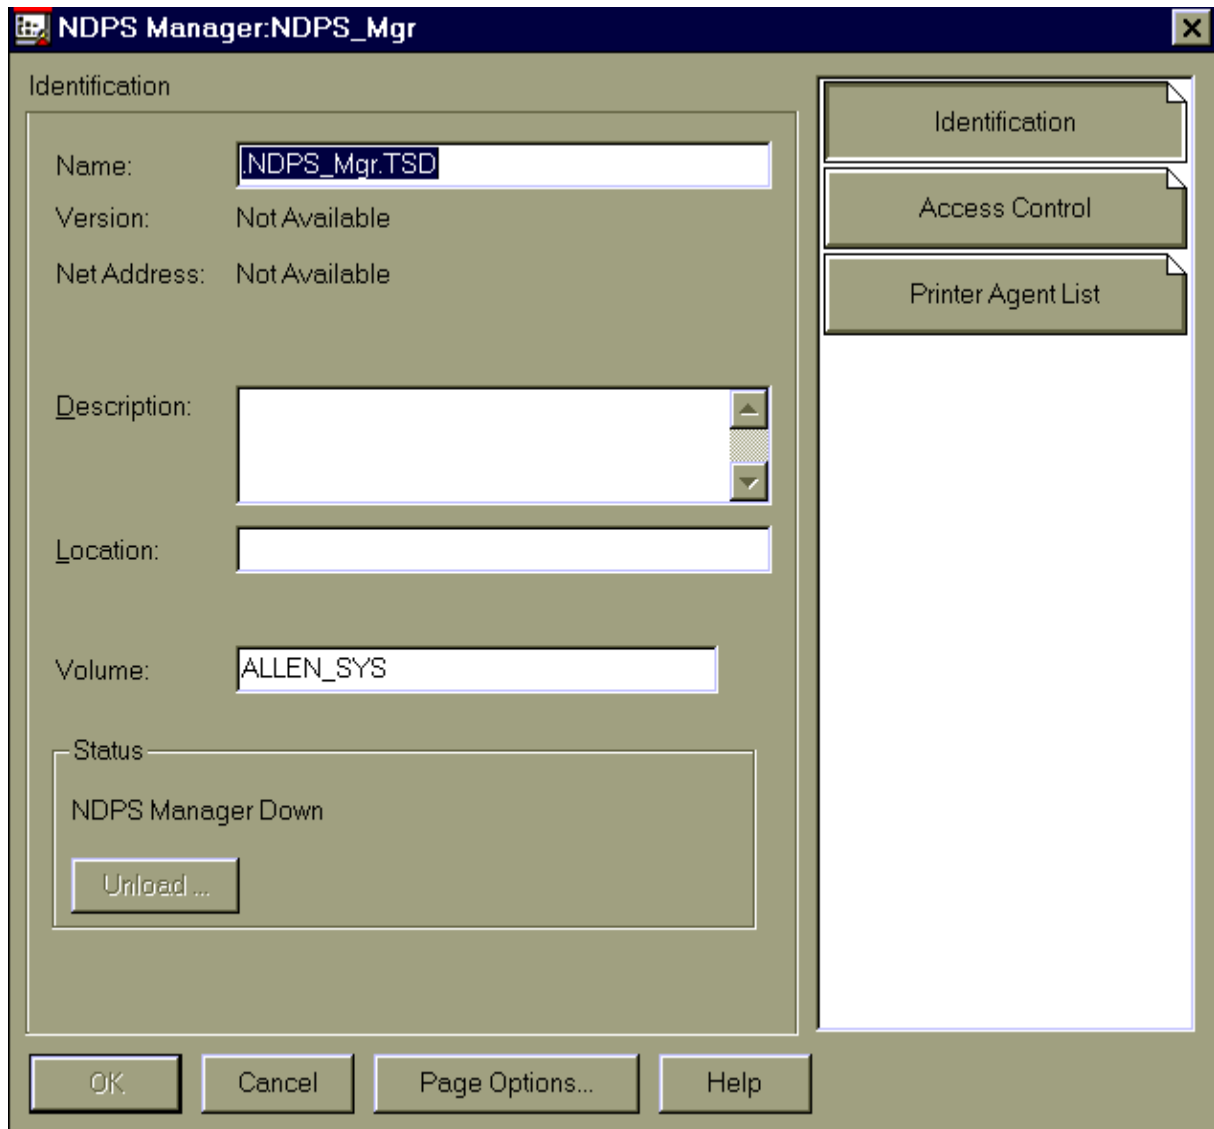 NDPS Manager:NDPS_Mgr
Identification
Name: .NDPS_Mgr.TSD
Version: Not Available
Net Address: Not Available
Description:
Location:
Volume: ALLEN_SYS
Status
NDPS Manager Down
Unload ...
OK Cancel Page Options... Help
Identification
Access Control
Printer Agent List